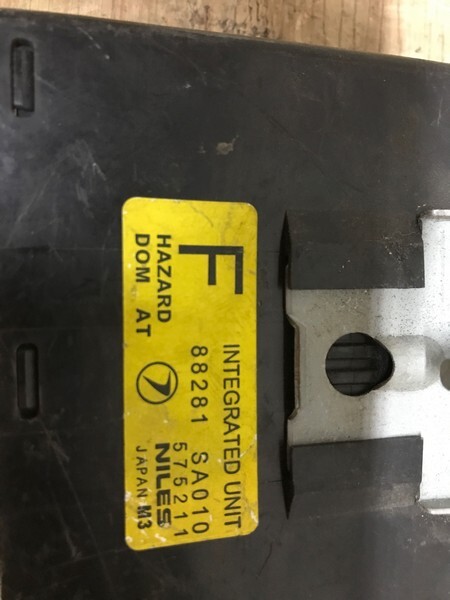 F INTEGRATED UNIT
88281 SA010
HAZARD 575211
DOM AT NILES
JAPAN M3